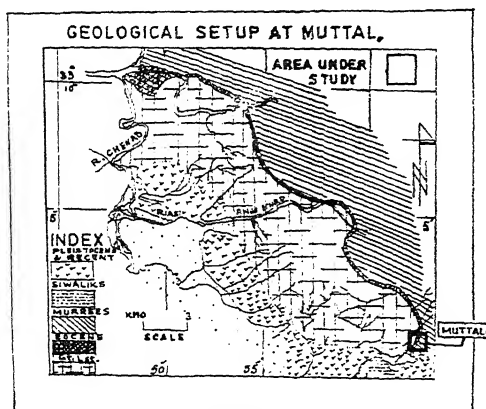 GEOLOGICAL SETUP AT MUTTAL.
AREA UNDER
STUDY
33°
10'
R. CHENAB
5
5
INDEX
PLEISTOCENE
& RECENT
SIWALIKS
MURREES
EOCENE
KMO 3
SCALE
50' 55
MUTTAL